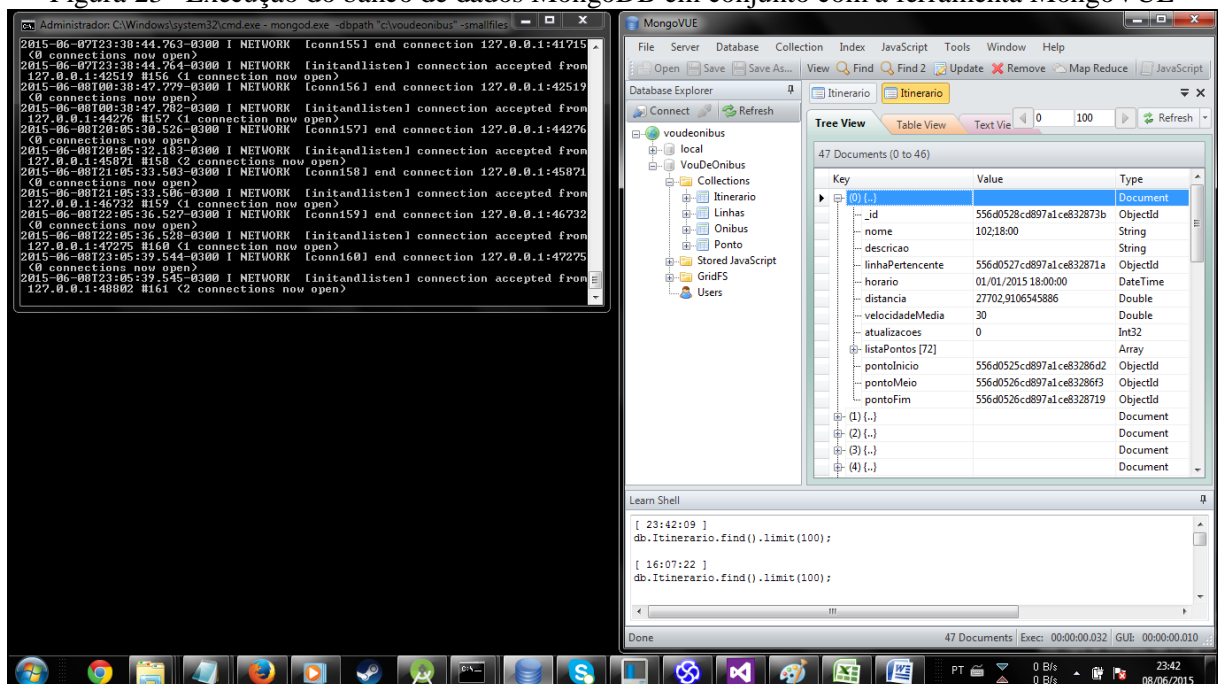 Figura 23 - Execução do banco de dados MongoDB em conjunto com a ferramenta MongoVUE
Administrador: C:\Windows\system32\cmd.exe - mongod.exe -dbpath "c:\voudeonibus" -smallfiles
2015-06-07T23:38:44.763-0300 I NETWORK [conn155] end connection 127.0.0.1:41715
(0 connections now open)
2015-06-07T23:38:44.764-0300 I NETWORK [initandlisten] connection accepted from
127.0.0.1:42519 #156 (1 connection now open)
2015-06-08T00:38:47.779-0300 I NETWORK [conn156] end connection 127.0.0.1:42519
(0 connections now open)
2015-06-08T00:38:47.782-0300 I NETWORK [initandlisten] connection accepted from
127.0.0.1:44276 #157 (1 connection now open)
2015-06-08T20:05:30.526-0300 I NETWORK [conn157] end connection 127.0.0.1:44276
(0 connections now open)
2015-06-08T20:05:32.183-0300 I NETWORK [initandlisten] connection accepted from
127.0.0.1:45871 #158 (2 connections now open)
2015-06-08T21:05:33.503-0300 I NETWORK [conn158] end connection 127.0.0.1:45871
(0 connections now open)
2015-06-08T21:05:33.506-0300 I NETWORK [initandlisten] connection accepted from
127.0.0.1:46732 #159 (1 connection now open)
2015-06-08T22:05:36.527-0300 I NETWORK [conn159] end connection 127.0.0.1:46732
(0 connections now open)
2015-06-08T22:05:36.528-0300 I NETWORK [initandlisten] connection accepted from
127.0.0.1:47275 #160 (1 connection now open)
2015-06-08T23:05:39.544-0300 I NETWORK [conn160] end connection 127.0.0.1:47275
(0 connections now open)
2015-06-08T23:05:39.545-0300 I NETWORK [initandlisten] connection accepted from
127.0.0.1:48802 #161 (2 connections now open)
MongoVUE
File Server Database Collection Index JavaScript Tools Window Help
Open Save Save As... View Find Find 2 Update Remove Map Reduce JavaScript
Database Explorer
Connect Refresh
voudeonibus
local
VouDeOnibus
Collections
Itinerario
Linhas
Onibus
Ponto
Stored JavaScript
GridFS
Users
Itinerario Itinerario
Tree View Table View Text Vie 0 100 Refresh
47 Documents (0 to 46)
Key Value Type
(0) {..} Document
_id 556d0528cd897a1ce832873b ObjectId
nome 102;18:00 String
descricao String
linhaPertencente 556d0527cd897a1ce832871a ObjectId
horario 01/01/2015 18:00:00 DateTime
distancia 27702,9106545886 Double
velocidadeMedia 30 Double
atualizacoes 0 Int32
listaPontos [72] Array
pontoInicio 556d0525cd897a1ce83286d2 ObjectId
pontoMeio 556d0526cd897a1ce83286f3 ObjectId
pontoFim 556d0526cd897a1ce8328719 ObjectId
(1) {..} Document
(2) {..} Document
(3) {..} Document
(4) {..} Document
Learn Shell
[ 23:42:09 ]
db.Itinerario.find().limit(100);
[ 16:07:22 ]
db.Itinerario.find().limit(100);
Done 47 Documents Exec: 00:00:00.032 GUI: 00:00:00.010
PT 0 B/s 23:42
0 B/s 08/06/2015